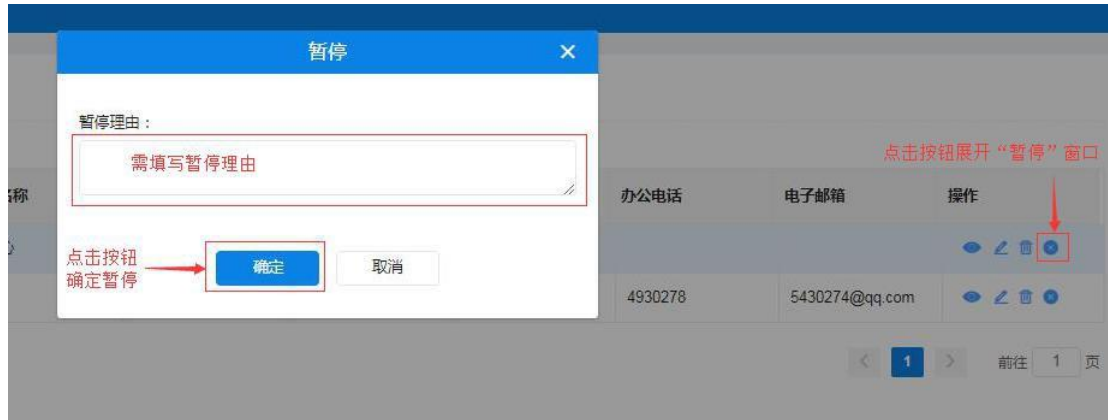 暂停
暂停理由：
需填写暂停理由
点击按钮展开“暂停”窗口
称 办公电话 电子邮箱 操作
点击按钮
确定暂停
确定 取消
4930278 5430274@qq.com
1 前往 1 页